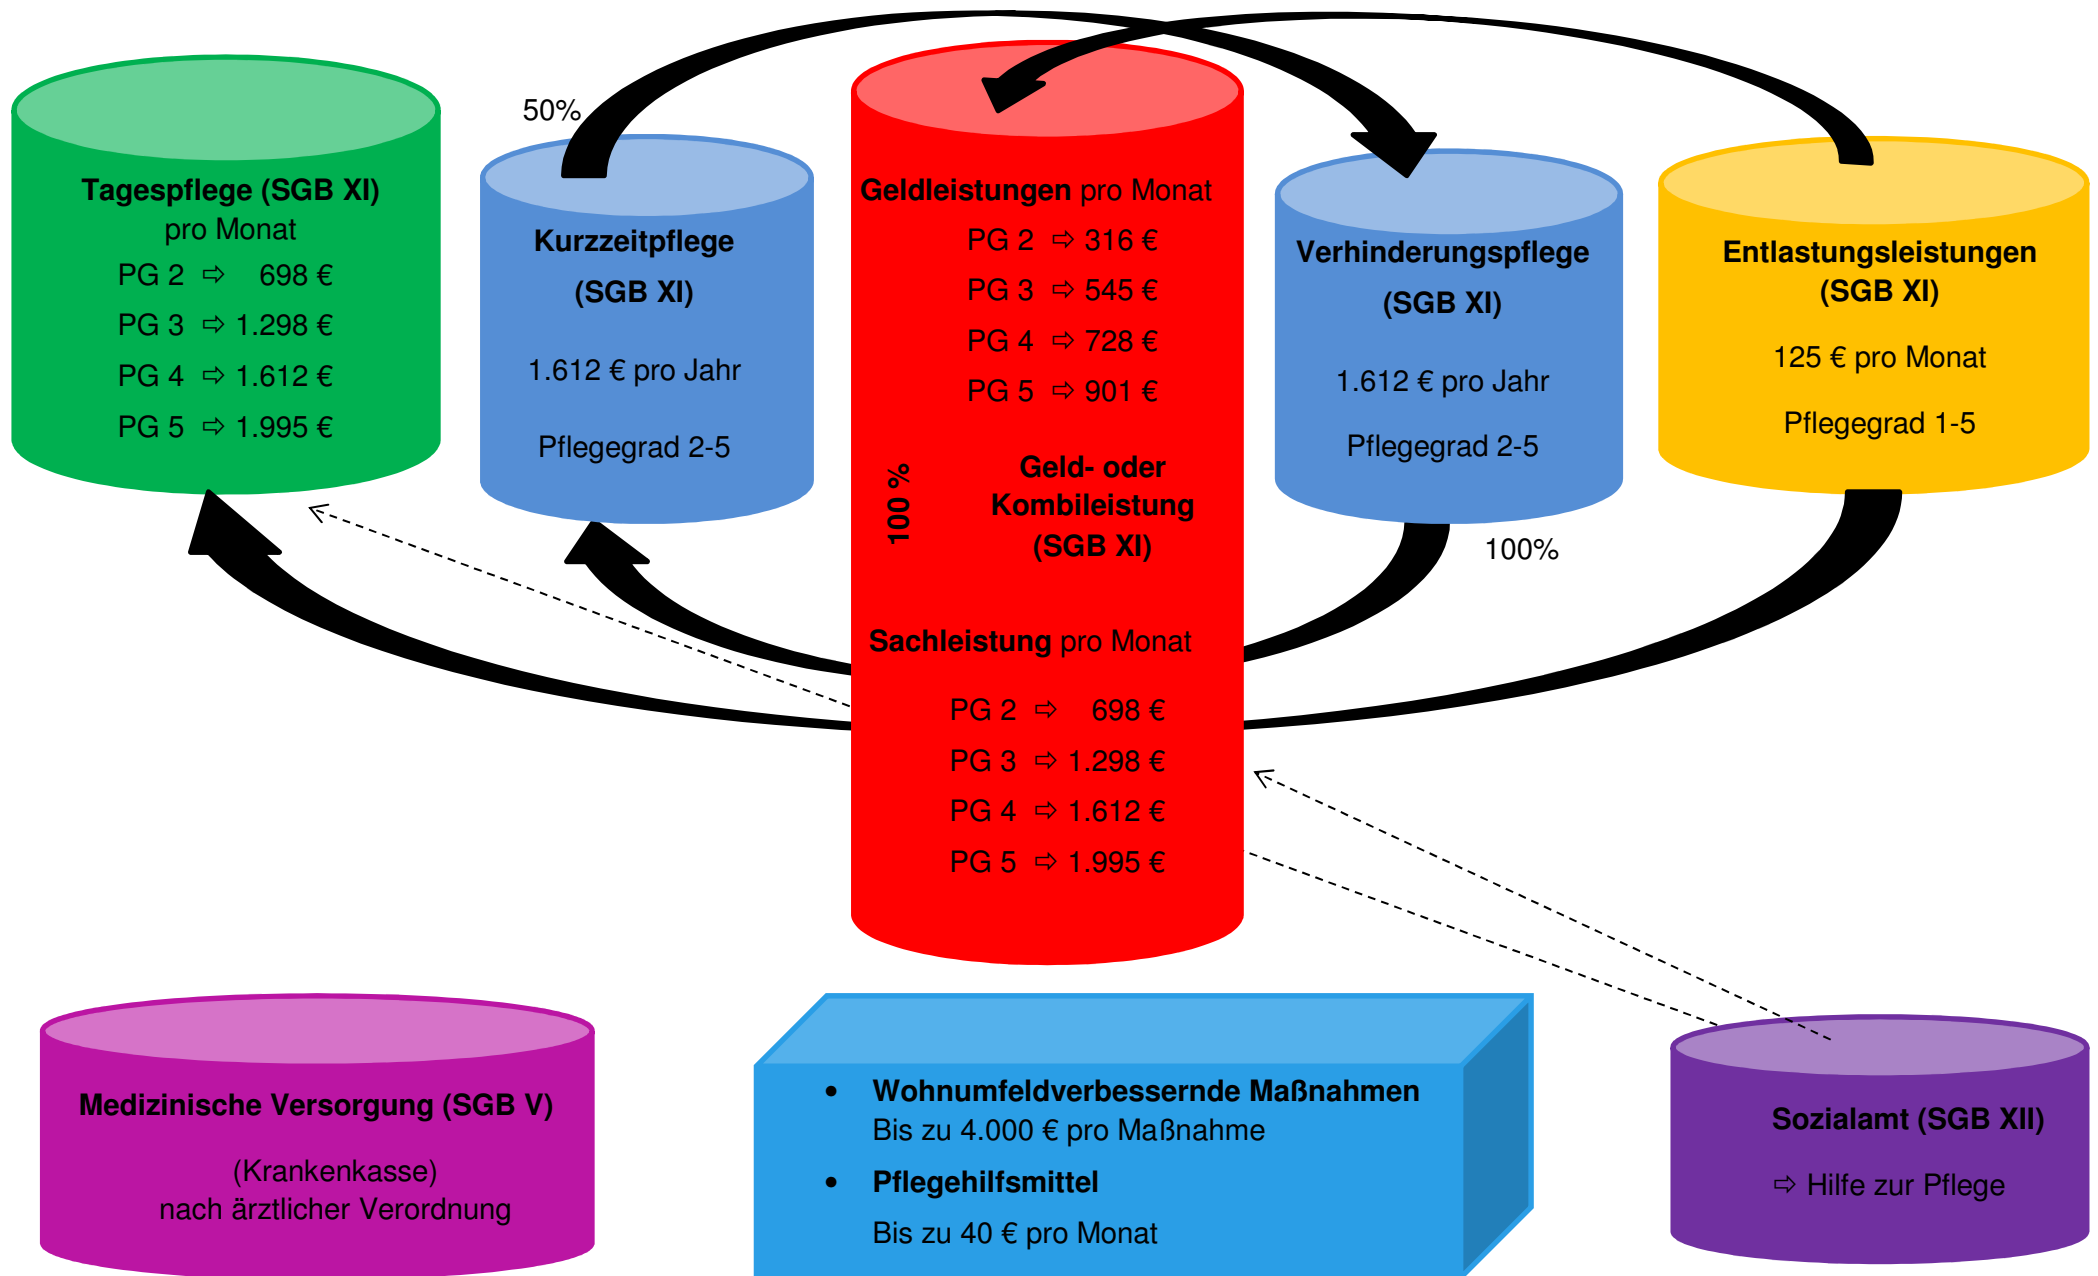 50%
Tagespflege (SGB XI)
pro Monat
PG 2 ⇨ 698 €
PG 3 ⇨ 1.298 €
PG 4 ⇨ 1.612 €
PG 5 ⇨ 1.995 €
Kurzzeitpflege
(SGB XI)
1.612 € pro Jahr
Pflegegrad 2-5
Geldleistungen pro Monat
PG 2 ⇨ 316 €
PG 3 ⇨ 545 €
PG 4 ⇨ 728 €
PG 5 ⇨ 901 €
100 %
Geld- oder
Kombileistung
(SGB XI)
Sachleistung pro Monat
PG 2 ⇨ 698 €
PG 3 ⇨ 1.298 €
PG 4 ⇨ 1.612 €
PG 5 ⇨ 1.995 €
Verhinderungspflege
(SGB XI)
1.612 € pro Jahr
Pflegegrad 2-5
100%
Entlastungsleistungen
(SGB XI)
125 € pro Monat
Pflegegrad 1-5
Medizinische Versorgung (SGB V)
(Krankenkasse)
nach ärztlicher Verordnung
• Wohnumfeldverbessernde Maßnahmen
Bis zu 4.000 € pro Maßnahme
• Pflegehilfsmittel
Bis zu 40 € pro Monat
Sozialamt (SGB XII)
⇨ Hilfe zur Pflege